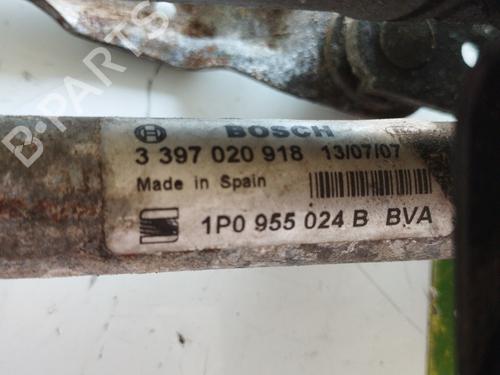 BOSCH
3 397 020 918 13/07/07
Made in Spain
1P0 955 024 B BVA
B-PARTS